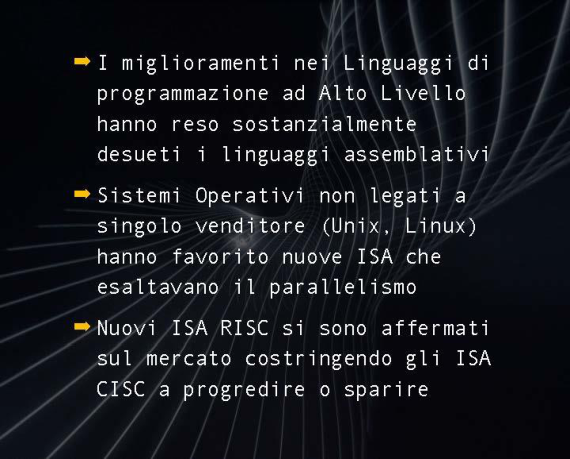 I miglioramenti nei Linguaggi di
programmazione ad Alto Livello
hanno reso sostanzialmente
desueti i linguaggi assemblativi
Sistemi Operativi non legati a
singolo venditore (Unix, Linux)
hanno favorito nuove ISA che
esaltavano il parallelismo
Nuovi ISA RISC si sono affermati
sul mercato costringendo gli ISA
CISC a progredire o sparire